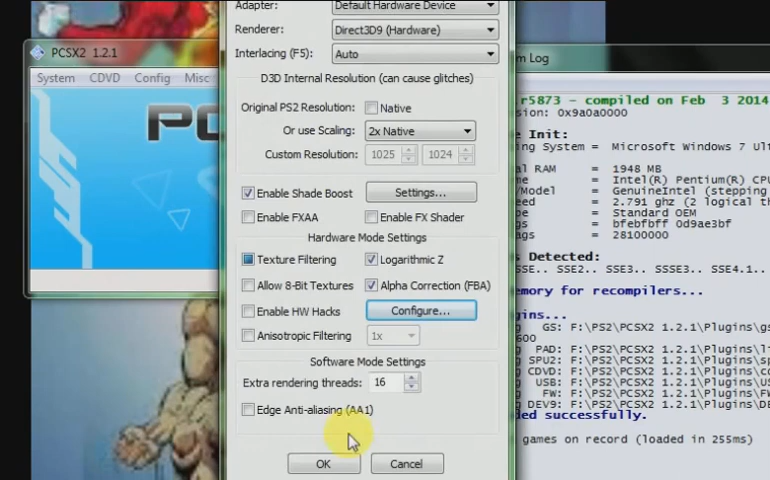 Adapter: Default Hardware Device
Renderer: Direct3D9 (Hardware)
Interlacing (F5): Auto
D3D Internal Resolution (can cause glitches)
Original PS2 Resolution: Native
Or use Scaling: 2x Native
Custom Resolution: 1025 1024
Enable Shade Boost Settings...
Enable FXAA Enable FX Shader
Hardware Mode Settings
Texture Filtering Logarithmic Z
Allow 8-Bit Textures Alpha Correction (FBA)
Enable HW Hacks Configure...
Anisotropic Filtering 1x
Software Mode Settings
Extra rendering threads: 16
Edge Anti-aliasing (AA1)
OK Cancel
PCSX2 1.2.1
System CDVD Config Misc
PC
Log
r5873 - compiled on Feb 3 2014
sion: 0x9a0a0000
e Init:
ng System = Microsoft Windows 7 Ul
al RAM = 1948 MB
me = Intel(R) Pentium(R) CPU
/Model = GenuineIntel (stepping
eed = 2.791 ghz (2 logical th
pe = Standard OEM
gs = bfebfbff 0d9ae3bf
ags = 28100000
s Detected:
SSE.. SSE2.. SSE3.. SSSE3.. SSE4.1..
emory for recompilers...
gins...
g GS: F:\PS2\PCSX2 1.2.1\Plugins\gs
600
g PAD: F:\PS2\PCSX2 1.2.1\Plugins\li
g SPU2: F:\PS2\PCSX2 1.2.1\Plugins\sp
g CDVD: F:\PS2\PCSX2 1.2.1\Plugins\c
g USB: F:\PS2\PCSX2 1.2.1\Plugins\US
g FW: F:\PS2\PCSX2 1.2.1\Plugins\FW
g DEV9: F:\PS2\PCSX2 1.2.1\Plugins\DE
ded successfully.
games on record (loaded in 255ms)